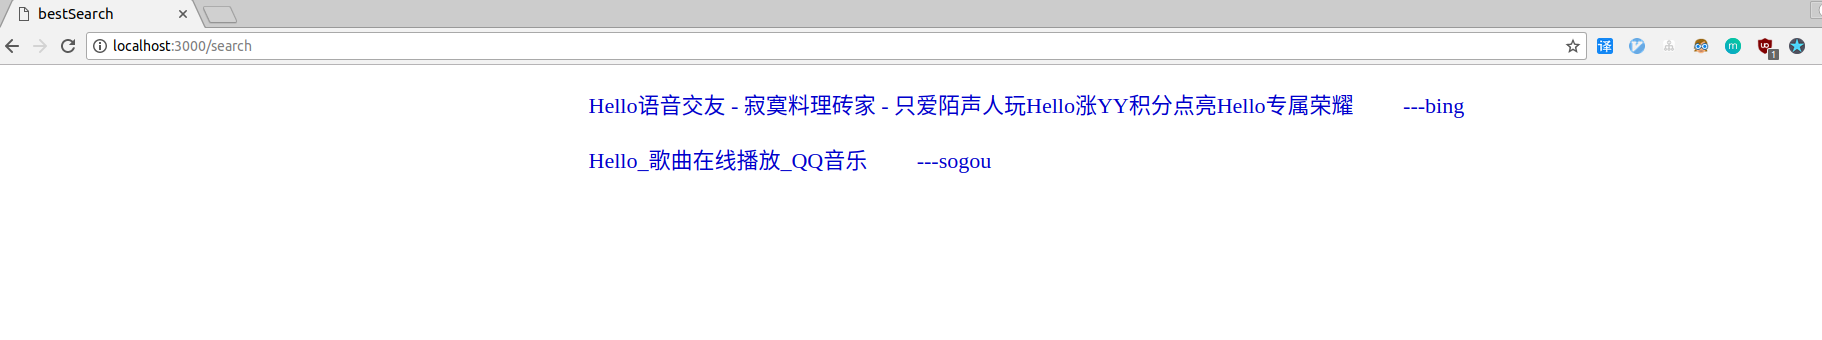 bestSearch
localhost:3000/search
译
m
1
Hello语音交友 - 寂寞料理砖家 - 只爱陌声人玩Hello涨YY积分点亮Hello专属荣耀 ---bing
Hello_歌曲在线播放_QQ音乐 ---sogou